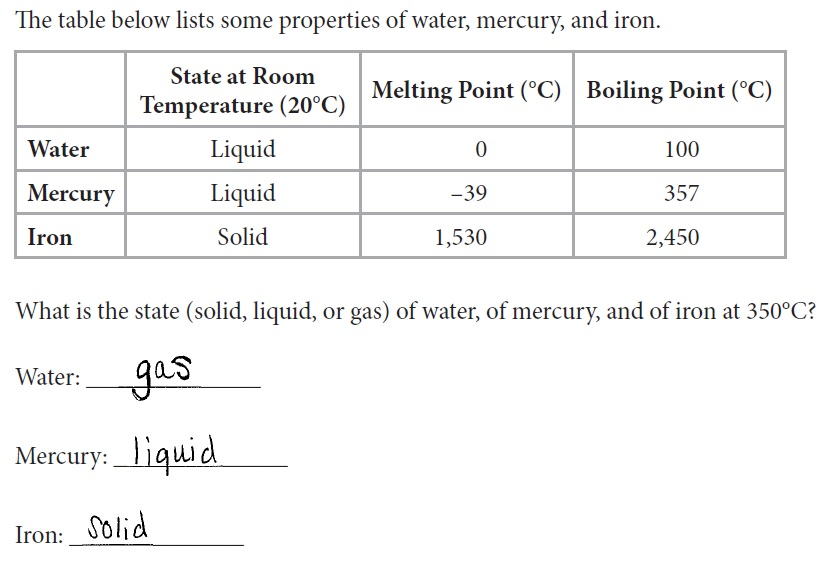 The table below lists some properties of water, mercury, and iron.
State at Room Temperature (20°C) Melting Point (°C) Boiling Point (°C)
Water Liquid 0 100
Mercury Liquid –39 357
Iron Solid 1,530 2,450
What is the state (solid, liquid, or gas) of water, of mercury, and of iron at 350°C?
Water: gas
Mercury: liquid
Iron: solid